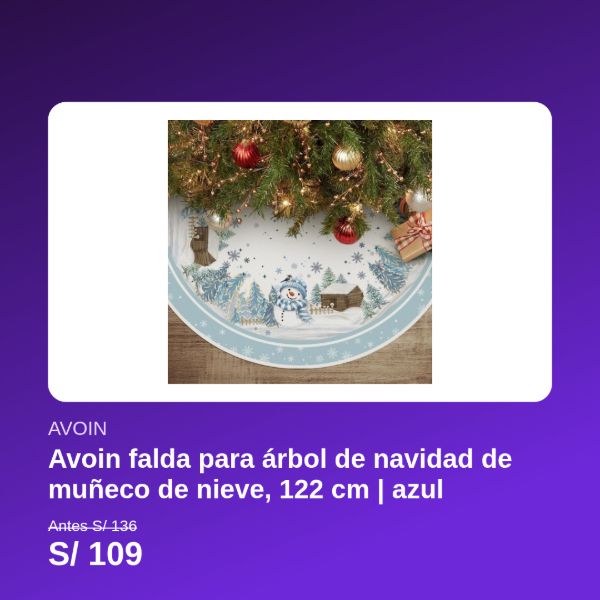 AVOIN
Avoin falda para árbol de navidad de
muñeco de nieve, 122 cm | azul
Antes S/ 136
S/ 109